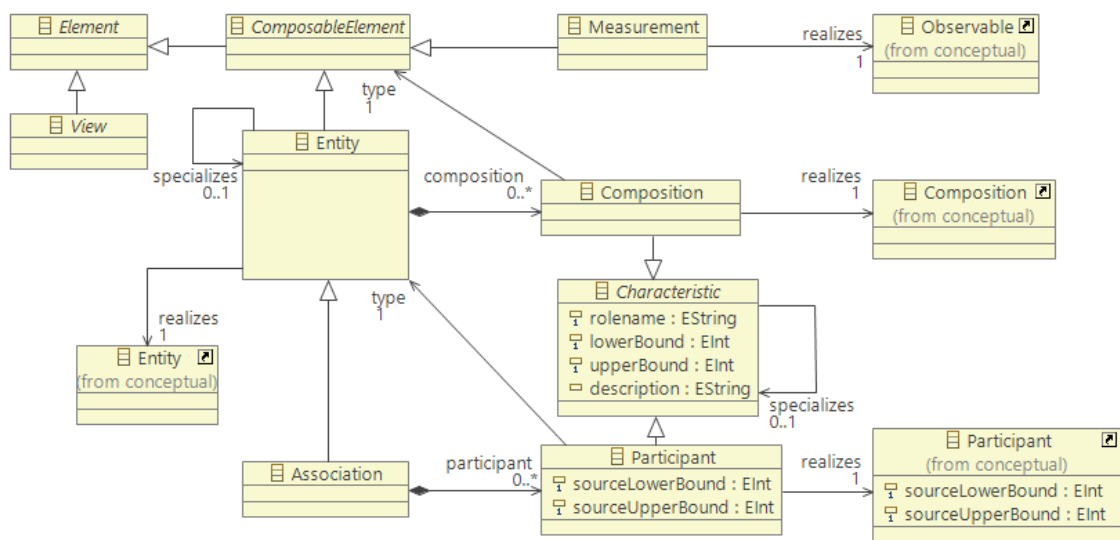 Element
ComposableElement
Measurement
realizes
1
Observable
(from conceptual)
View
type
1
Entity
specializes
0..1
composition
0..*
Composition
realizes
1
Composition
(from conceptual)
realizes
1
Entity
(from conceptual)
type
1
Characteristic
rolename : EString
lowerBound : EInt
upperBound : EInt
description : EString
specializes
0..1
Association
participant
0..*
Participant
sourceLowerBound : EInt
sourceUpperBound : EInt
realizes
1
Participant
(from conceptual)
sourceLowerBound : EInt
sourceUpperBound : EInt